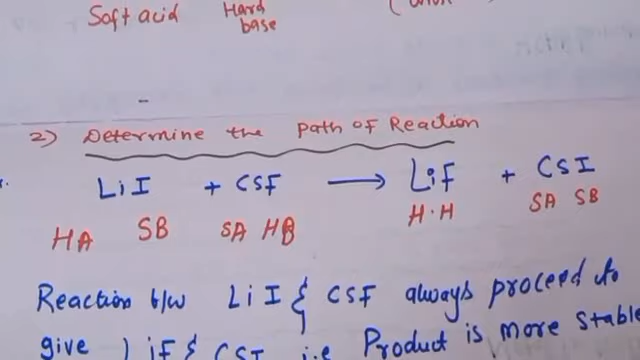 Soft acid Hard
base
2) Determine the Path of Reaction
LiI + CSF ⟶ LiF + CSI
HA SB SA HB H·H SA SB
Reaction b/w LiI & CSF always proceed to
give LiF & CSI i.e Product is more stable